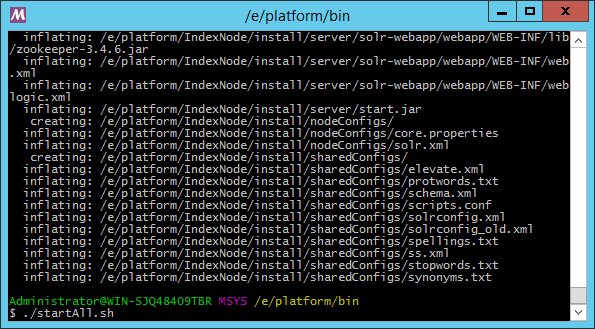 /e/platform/bin
inflating: /e/platform/IndexNode/install/server/solr-webapp/webapp/WEB-INF/lib
/zookeeper-3.4.6.jar
inflating: /e/platform/IndexNode/install/server/solr-webapp/webapp/WEB-INF/web
.xml
inflating: /e/platform/IndexNode/install/server/solr-webapp/webapp/WEB-INF/web
logic.xml
inflating: /e/platform/IndexNode/install/server/start.jar
creating: /e/platform/IndexNode/install/nodeConfigs/
inflating: /e/platform/IndexNode/install/nodeConfigs/core.properties
inflating: /e/platform/IndexNode/install/nodeConfigs/solr.xml
creating: /e/platform/IndexNode/install/sharedConfigs/
inflating: /e/platform/IndexNode/install/sharedConfigs/elevate.xml
inflating: /e/platform/IndexNode/install/sharedConfigs/protwords.txt
inflating: /e/platform/IndexNode/install/sharedConfigs/schema.xml
inflating: /e/platform/IndexNode/install/sharedConfigs/scripts.conf
inflating: /e/platform/IndexNode/install/sharedConfigs/solrconfig.xml
inflating: /e/platform/IndexNode/install/sharedConfigs/solrconfig_old.xml
inflating: /e/platform/IndexNode/install/sharedConfigs/spellings.txt
inflating: /e/platform/IndexNode/install/sharedConfigs/ss.xml
inflating: /e/platform/IndexNode/install/sharedConfigs/stopwords.txt
inflating: /e/platform/IndexNode/install/sharedConfigs/synonyms.txt
Administrator@WIN-SJQ48409TBR MSYS /e/platform/bin
$ ./startAll.sh